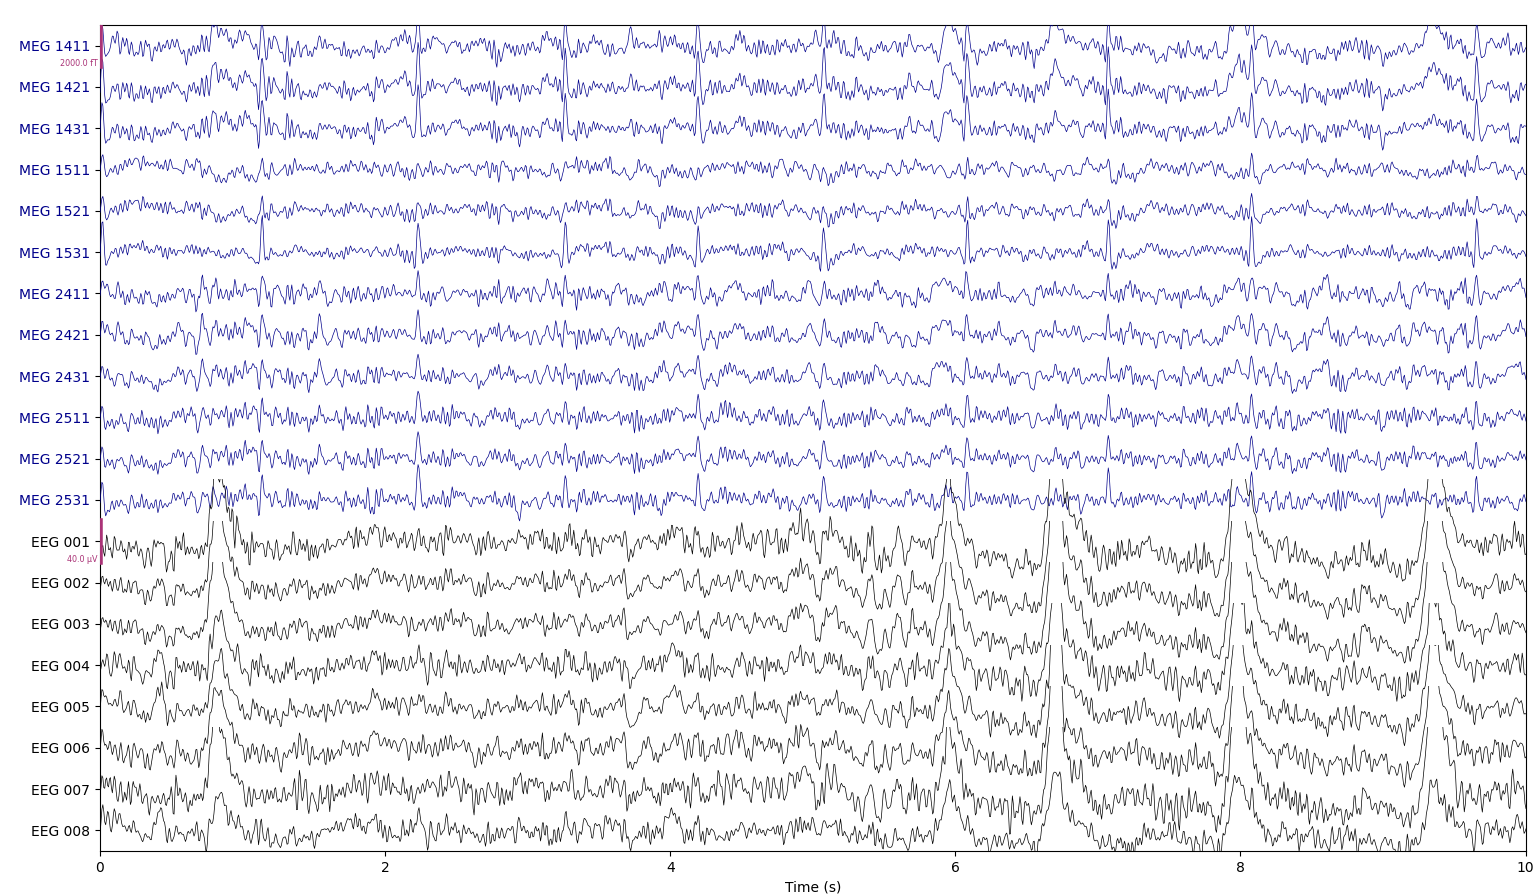 MEG 1411
2000.0 fT
MEG 1421
MEG 1431
MEG 1511
MEG 1521
MEG 1531
MEG 2411
MEG 2421
MEG 2431
MEG 2511
MEG 2521
MEG 2531
EEG 001
40.0 µV
EEG 002
EEG 003
EEG 004
EEG 005
EEG 006
EEG 007
EEG 008
0 2 4 6 8 10
Time (s)